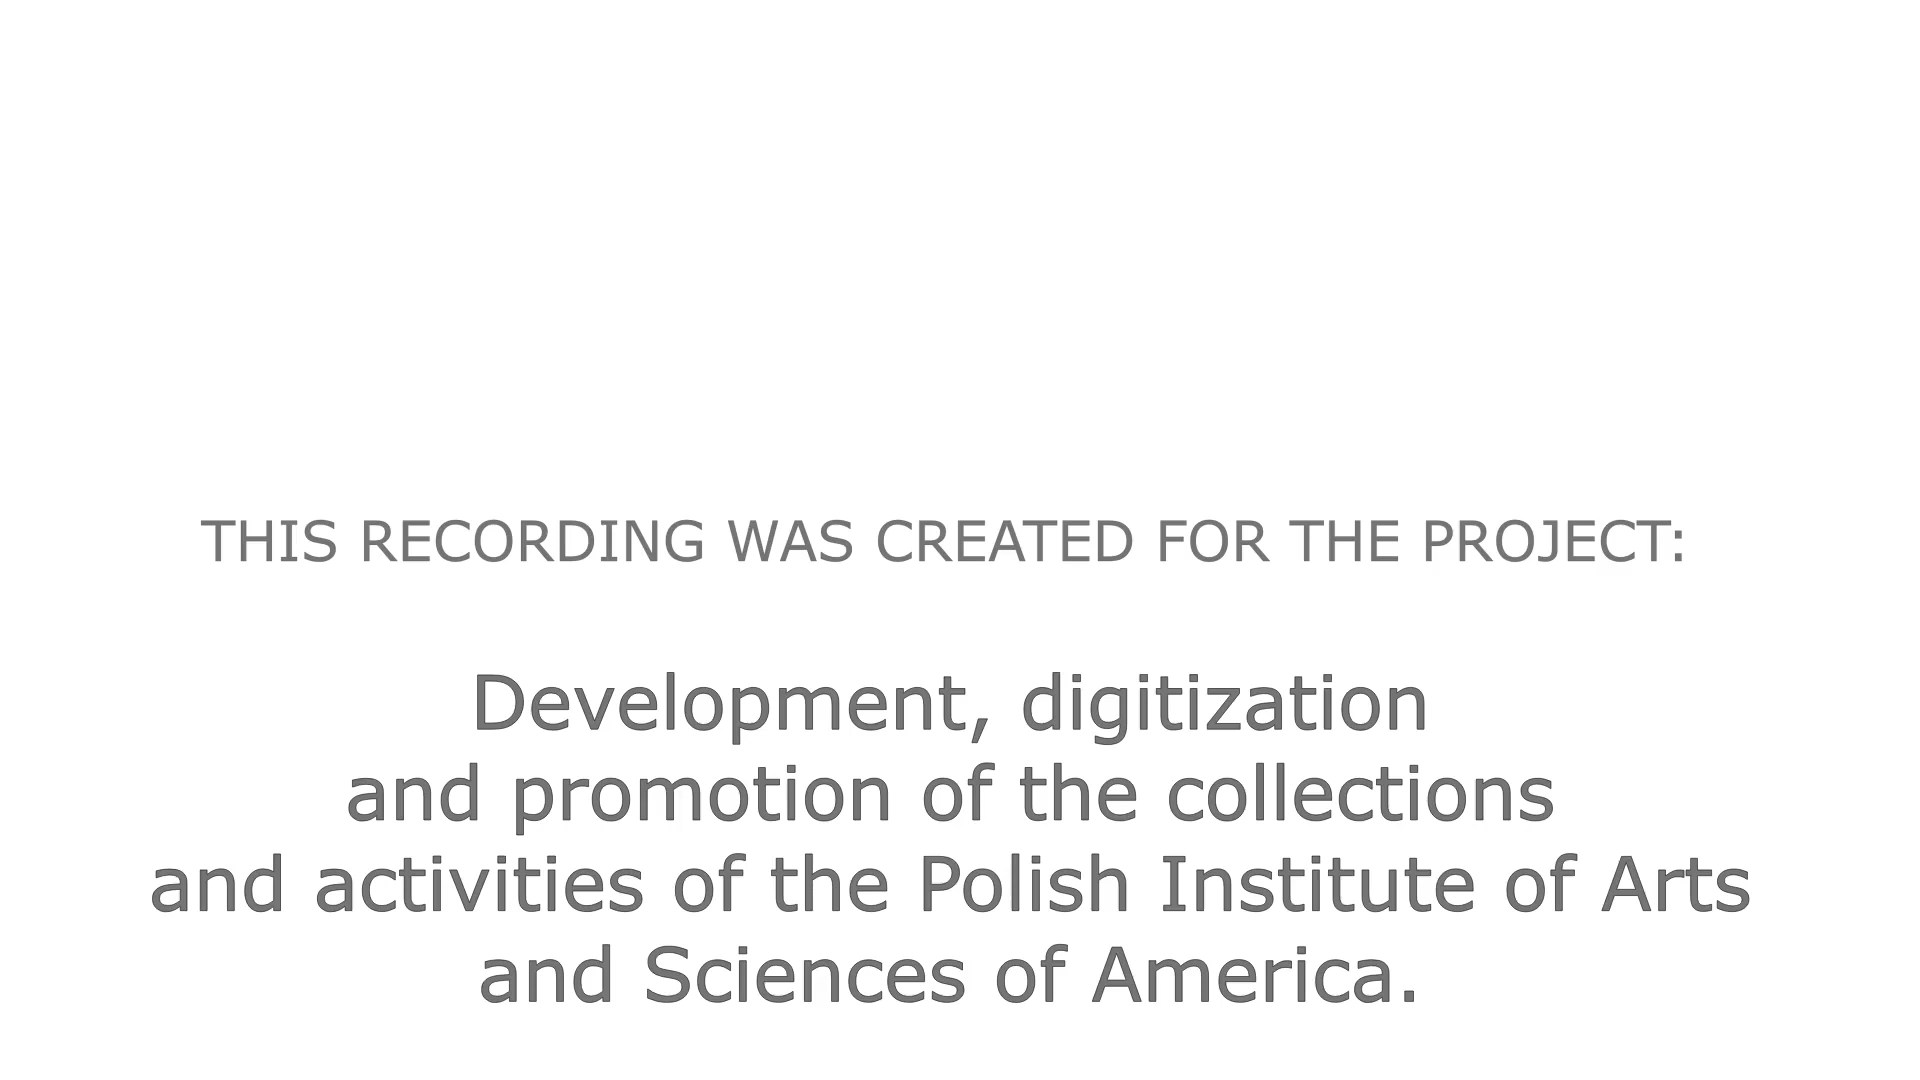 THIS RECORDING WAS CREATED FOR THE PROJECT:
Development, digitization
and promotion of the collections
and activities of the Polish Institute of Arts
and Sciences of America.